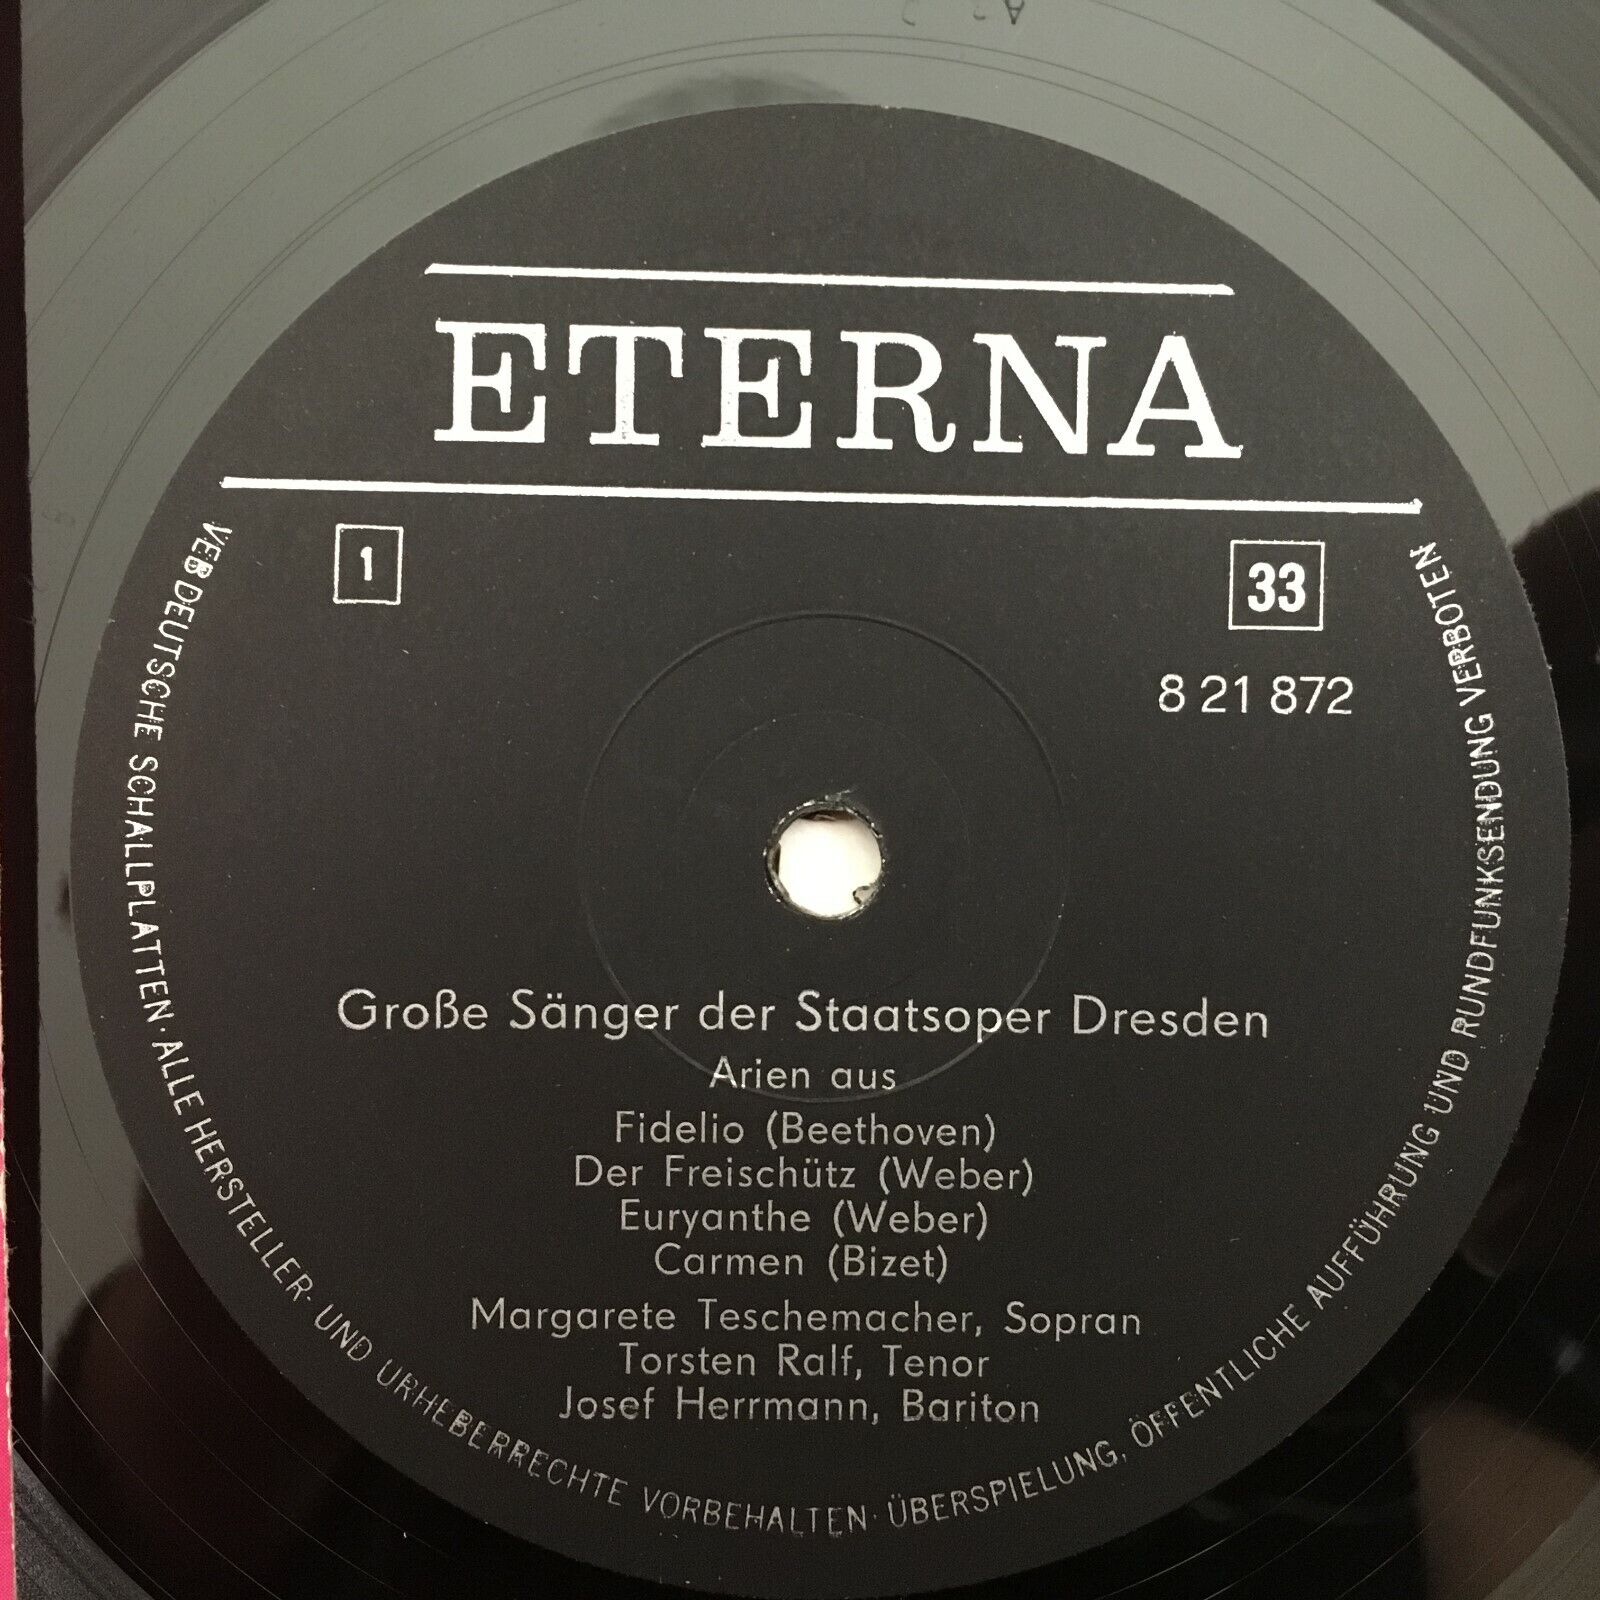 ETERNA
1
33
8 21 872
Große Sänger der Staatsoper Dresden
Arien aus
Fidelio (Beethoven)
Der Freischütz (Weber)
Euryanthe (Weber)
Carmen (Bizet)
Margarete Teschemacher, Sopran
Torsten Ralf, Tenor
Josef Herrmann, Bariton
VEB DEUTSCHE SCHALLPLATTEN · ALLE HERSTELLER- UND URHEBERRECHTE VORBEHALTEN · ÜBERSPIELUNG, ÖFFENTLICHE AUFFÜHRUNG UND RUNDFUNKSENDUNG VERBOTEN